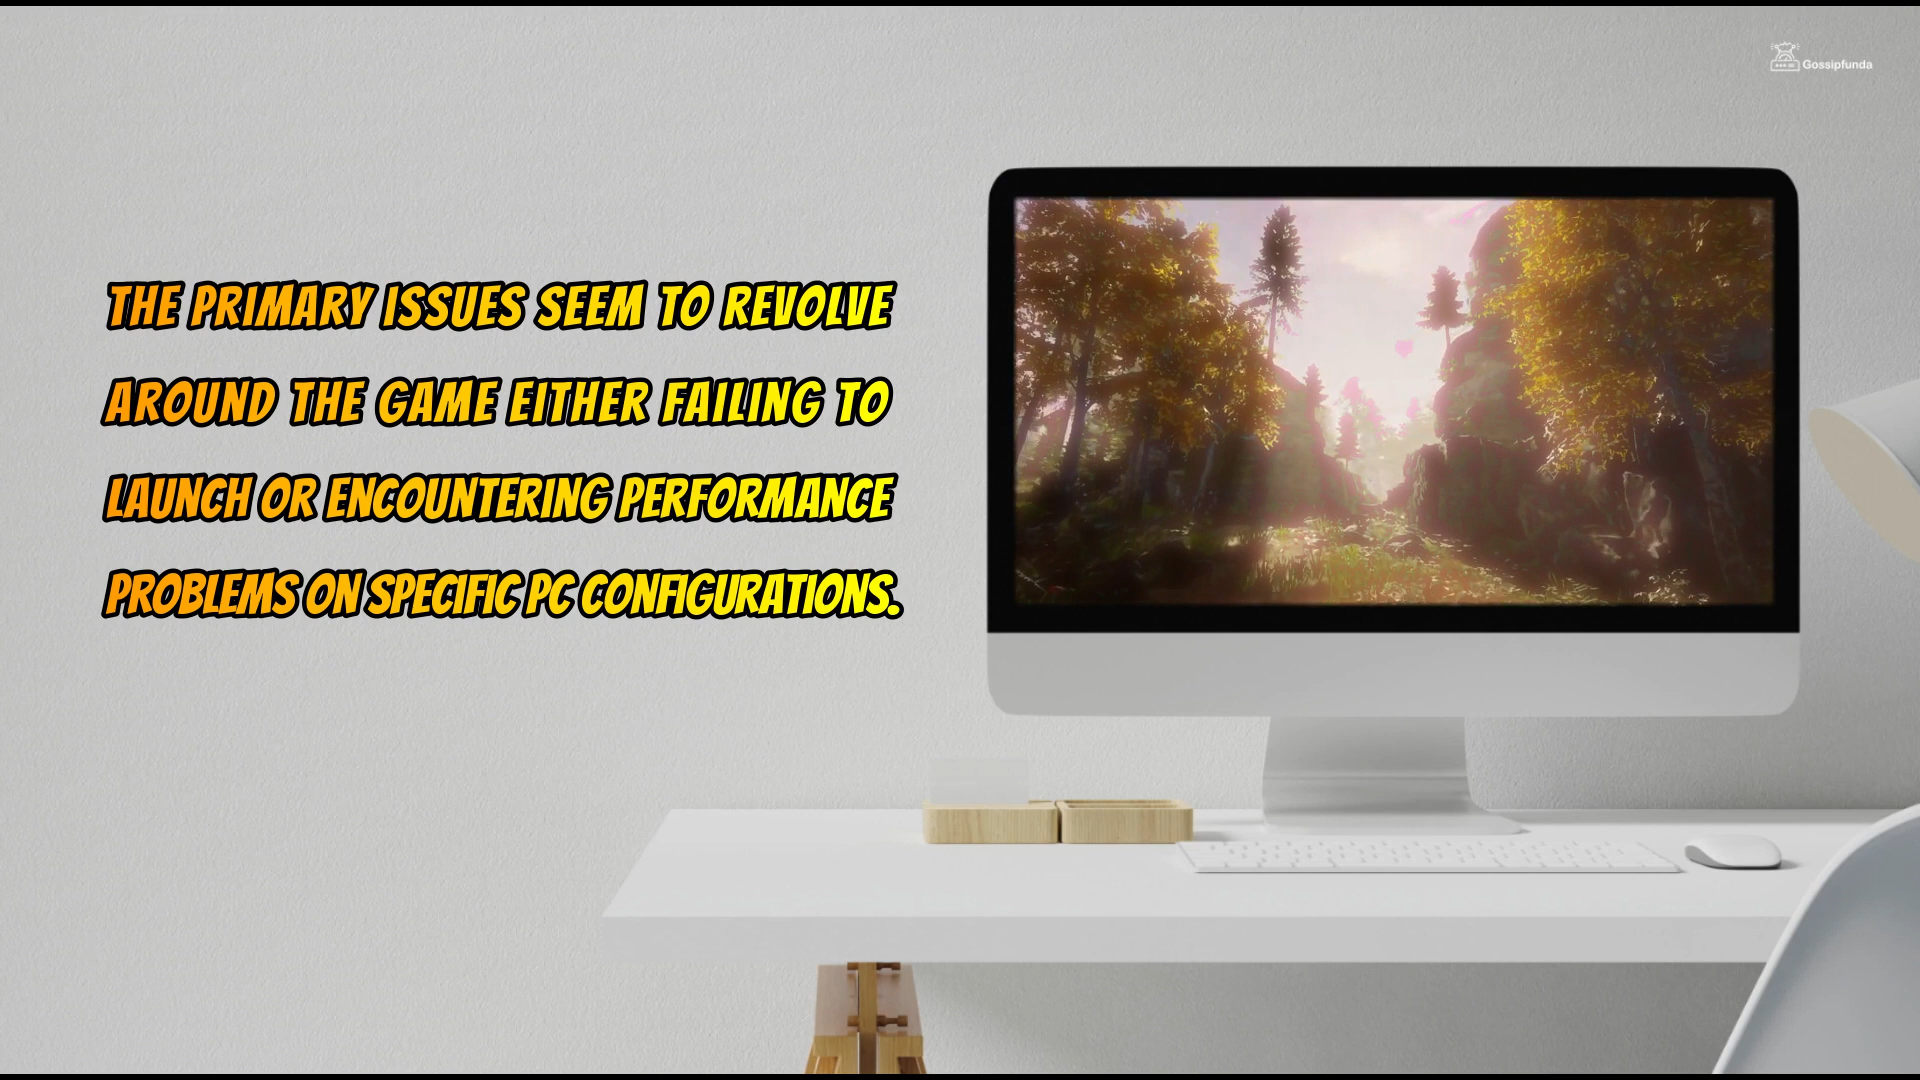 Gossipfunda
THE PRIMARY ISSUES SEEM TO REVOLVE
AROUND THE GAME EITHER FAILING TO
LAUNCH OR ENCOUNTERING PERFORMANCE
PROBLEMS ON SPECIFIC PC CONFIGURATIONS.